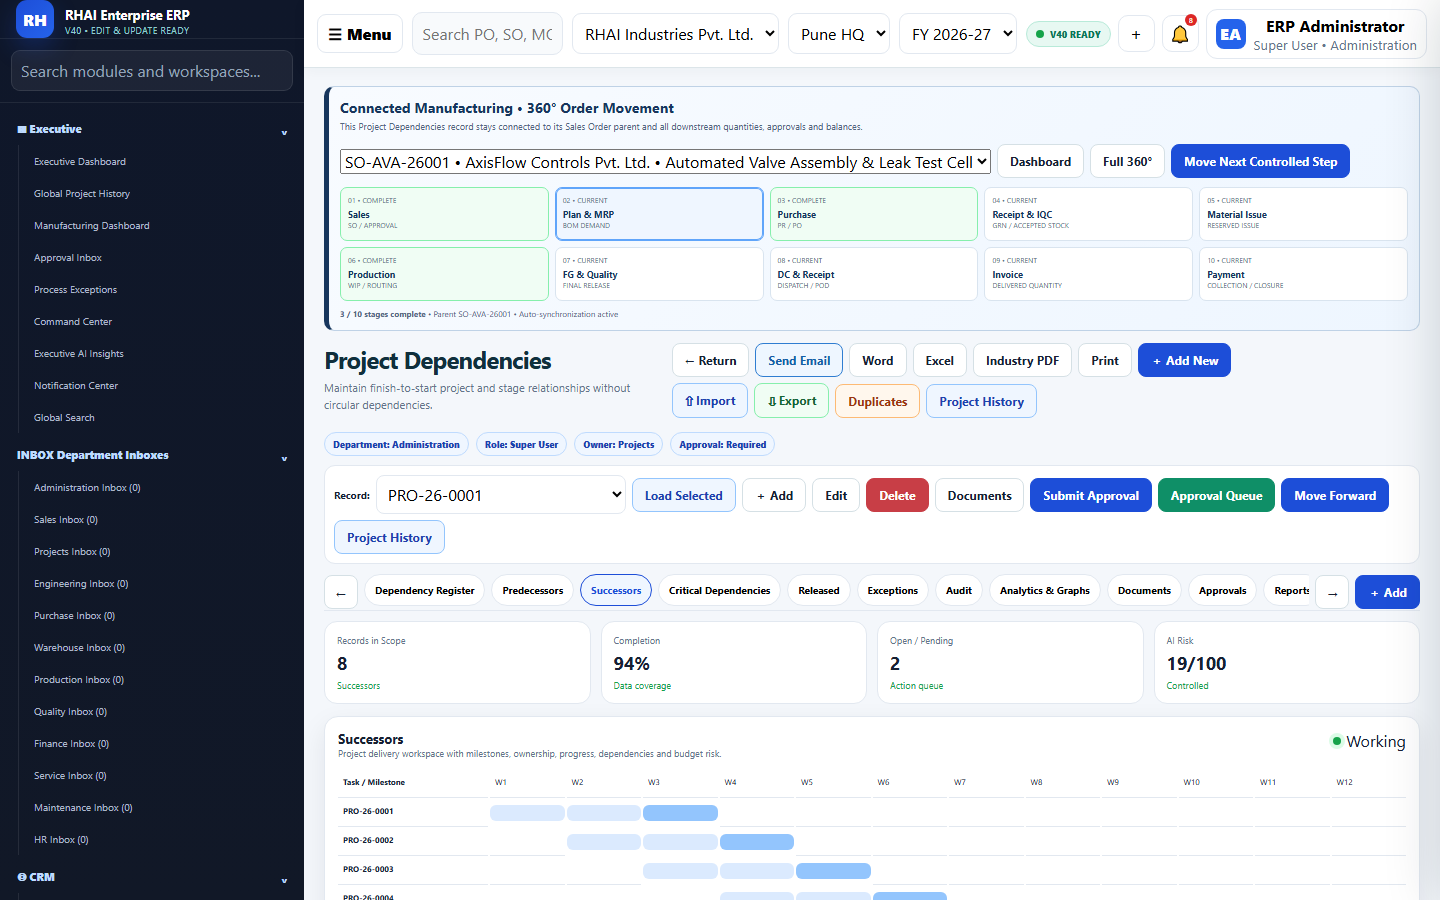 RH
RHAI Enterprise ERP
V40 • EDIT & UPDATE READY
Search modules and workspaces...
Executive
Executive Dashboard
Global Project History
Manufacturing Dashboard
Approval Inbox
Process Exceptions
Command Center
Executive AI Insights
Notification Center
Global Search
INBOX Department Inboxes
Administration Inbox (0)
Sales Inbox (0)
Projects Inbox (0)
Engineering Inbox (0)
Purchase Inbox (0)
Warehouse Inbox (0)
Production Inbox (0)
Quality Inbox (0)
Finance Inbox (0)
Service Inbox (0)
Maintenance Inbox (0)
HR Inbox (0)
CRM
☰ Menu
Search PO, SO, MC
RHAI Industries Pvt. Ltd.
Pune HQ
FY 2026-27
V40 READY
+
8
EA
ERP Administrator
Super User • Administration
Connected Manufacturing • 360° Order Movement
This Project Dependencies record stays connected to its Sales Order parent and all downstream quantities, approvals and balances.
SO-AVA-26001 • AxisFlow Controls Pvt. Ltd. • Automated Valve Assembly & Leak Test Cell
Dashboard
Full 360°
Move Next Controlled Step
01 • COMPLETE
Sales
SO / APPROVAL
02 • CURRENT
Plan & MRP
BOM DEMAND
03 • COMPLETE
Purchase
PR / PO
04 • CURRENT
Receipt & IQC
GRN / ACCEPTED STOCK
05 • CURRENT
Material Issue
RESERVED ISSUE
06 • COMPLETE
Production
WIP / ROUTING
07 • CURRENT
FG & Quality
FINAL RELEASE
08 • CURRENT
DC & Receipt
DISPATCH / POD
09 • CURRENT
Invoice
DELIVERED QUANTITY
10 • CURRENT
Payment
COLLECTION / CLOSURE
3 / 10 stages complete • Parent SO-AVA-26001 • Auto-synchronization active
Project Dependencies
Maintain finish-to-start project and stage relationships without
circular dependencies.
← Return
Send Email
Word
Excel
Industry PDF
Print
+ Add New
⇧ Import
⇩ Export
Duplicates
Project History
Department: Administration
Role: Super User
Owner: Projects
Approval: Required
Record:
PRO-26-0001
Load Selected
+ Add
Edit
Delete
Documents
Submit Approval
Approval Queue
Move Forward
Project History
←
Dependency Register
Predecessors
Successors
Critical Dependencies
Released
Exceptions
Audit
Analytics & Graphs
Documents
Approvals
Reports
→
+ Add
Records in Scope
8
Successors
Completion
94%
Data coverage
Open / Pending
2
Action queue
AI Risk
19/100
Controlled
Successors
Project delivery workspace with milestones, ownership, progress, dependencies and budget risk.
Working
Task / Milestone W1 W2 W3 W4 W5 W6 W7 W8 W9 W10 W11 W12
PRO-26-0001
PRO-26-0002
PRO-26-0003
PRO-26-0004